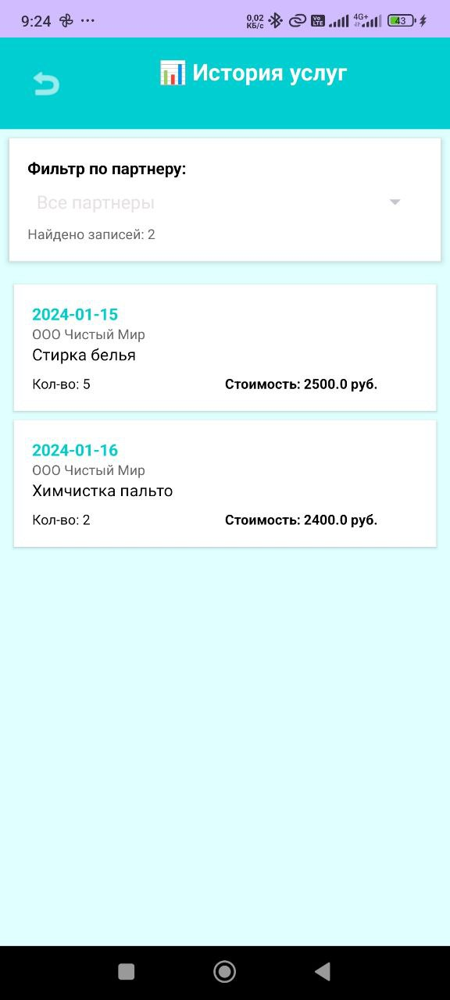 9:24
0,02 КБ/с
Vo LTE
4G+
43
История услуг
Фильтр по партнеру:
Все партнеры
Найдено записей: 2
2024-01-15
ООО Чистый Мир
Стирка белья
Кол-во: 5 Стоимость: 2500.0 руб.
2024-01-16
ООО Чистый Мир
Химчистка пальто
Кол-во: 2 Стоимость: 2400.0 руб.